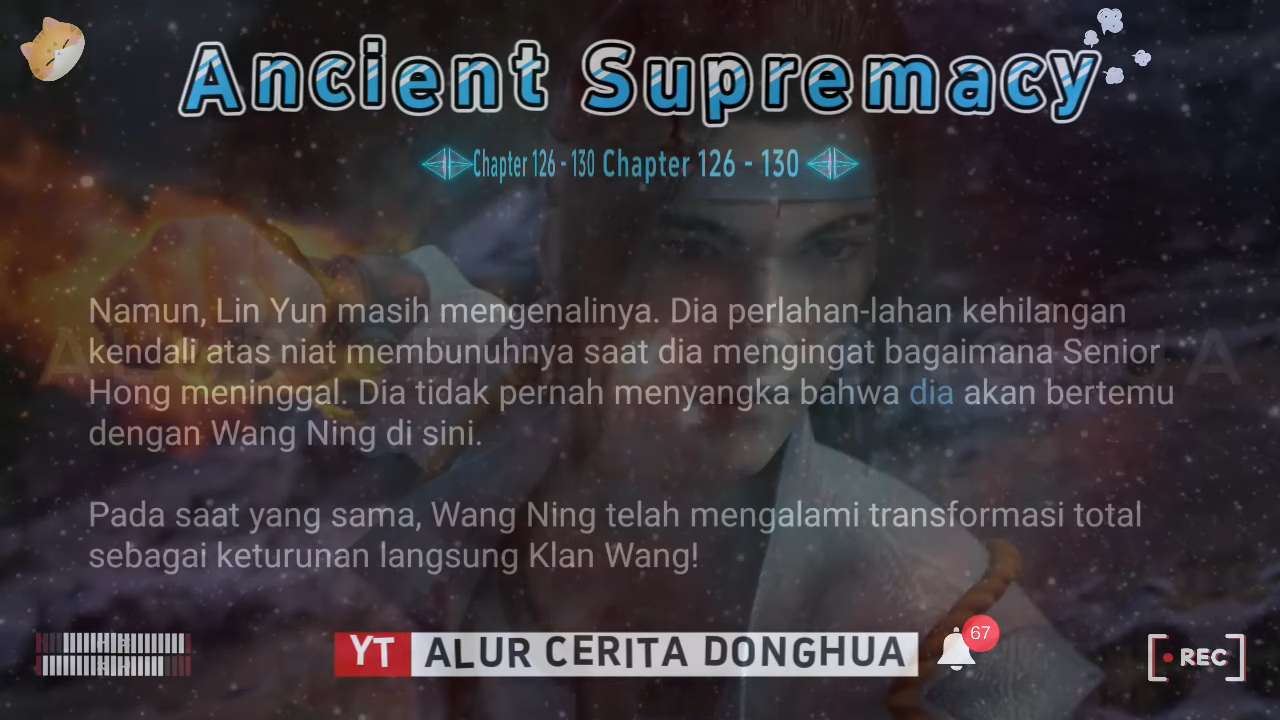 Ancient Supremacy
Chapter 126 - 130 Chapter 126 - 130
Namun, Lin Yun masih mengenalinya. Dia perlahan-lahan kehilangan
kendali atas niat membunuhnya saat dia mengingat bagaimana Senior
Hong meninggal. Dia tidak pernah menyangka bahwa dia akan bertemu
dengan Wang Ning di sini.
Pada saat yang sama, Wang Ning telah mengalami transformasi total
sebagai keturunan langsung Klan Wang!
YT ALUR CERITA DONGHUA
67
REC